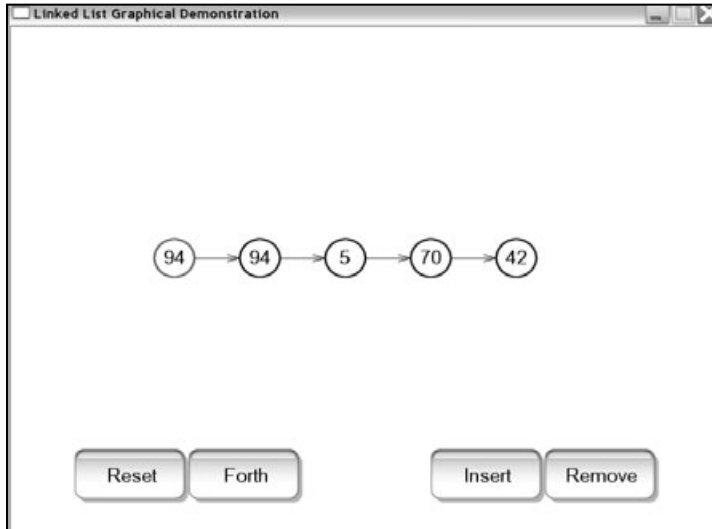 Linked List Graphical Demonstration
94 94 5 70 42
Reset Forth Insert Remove